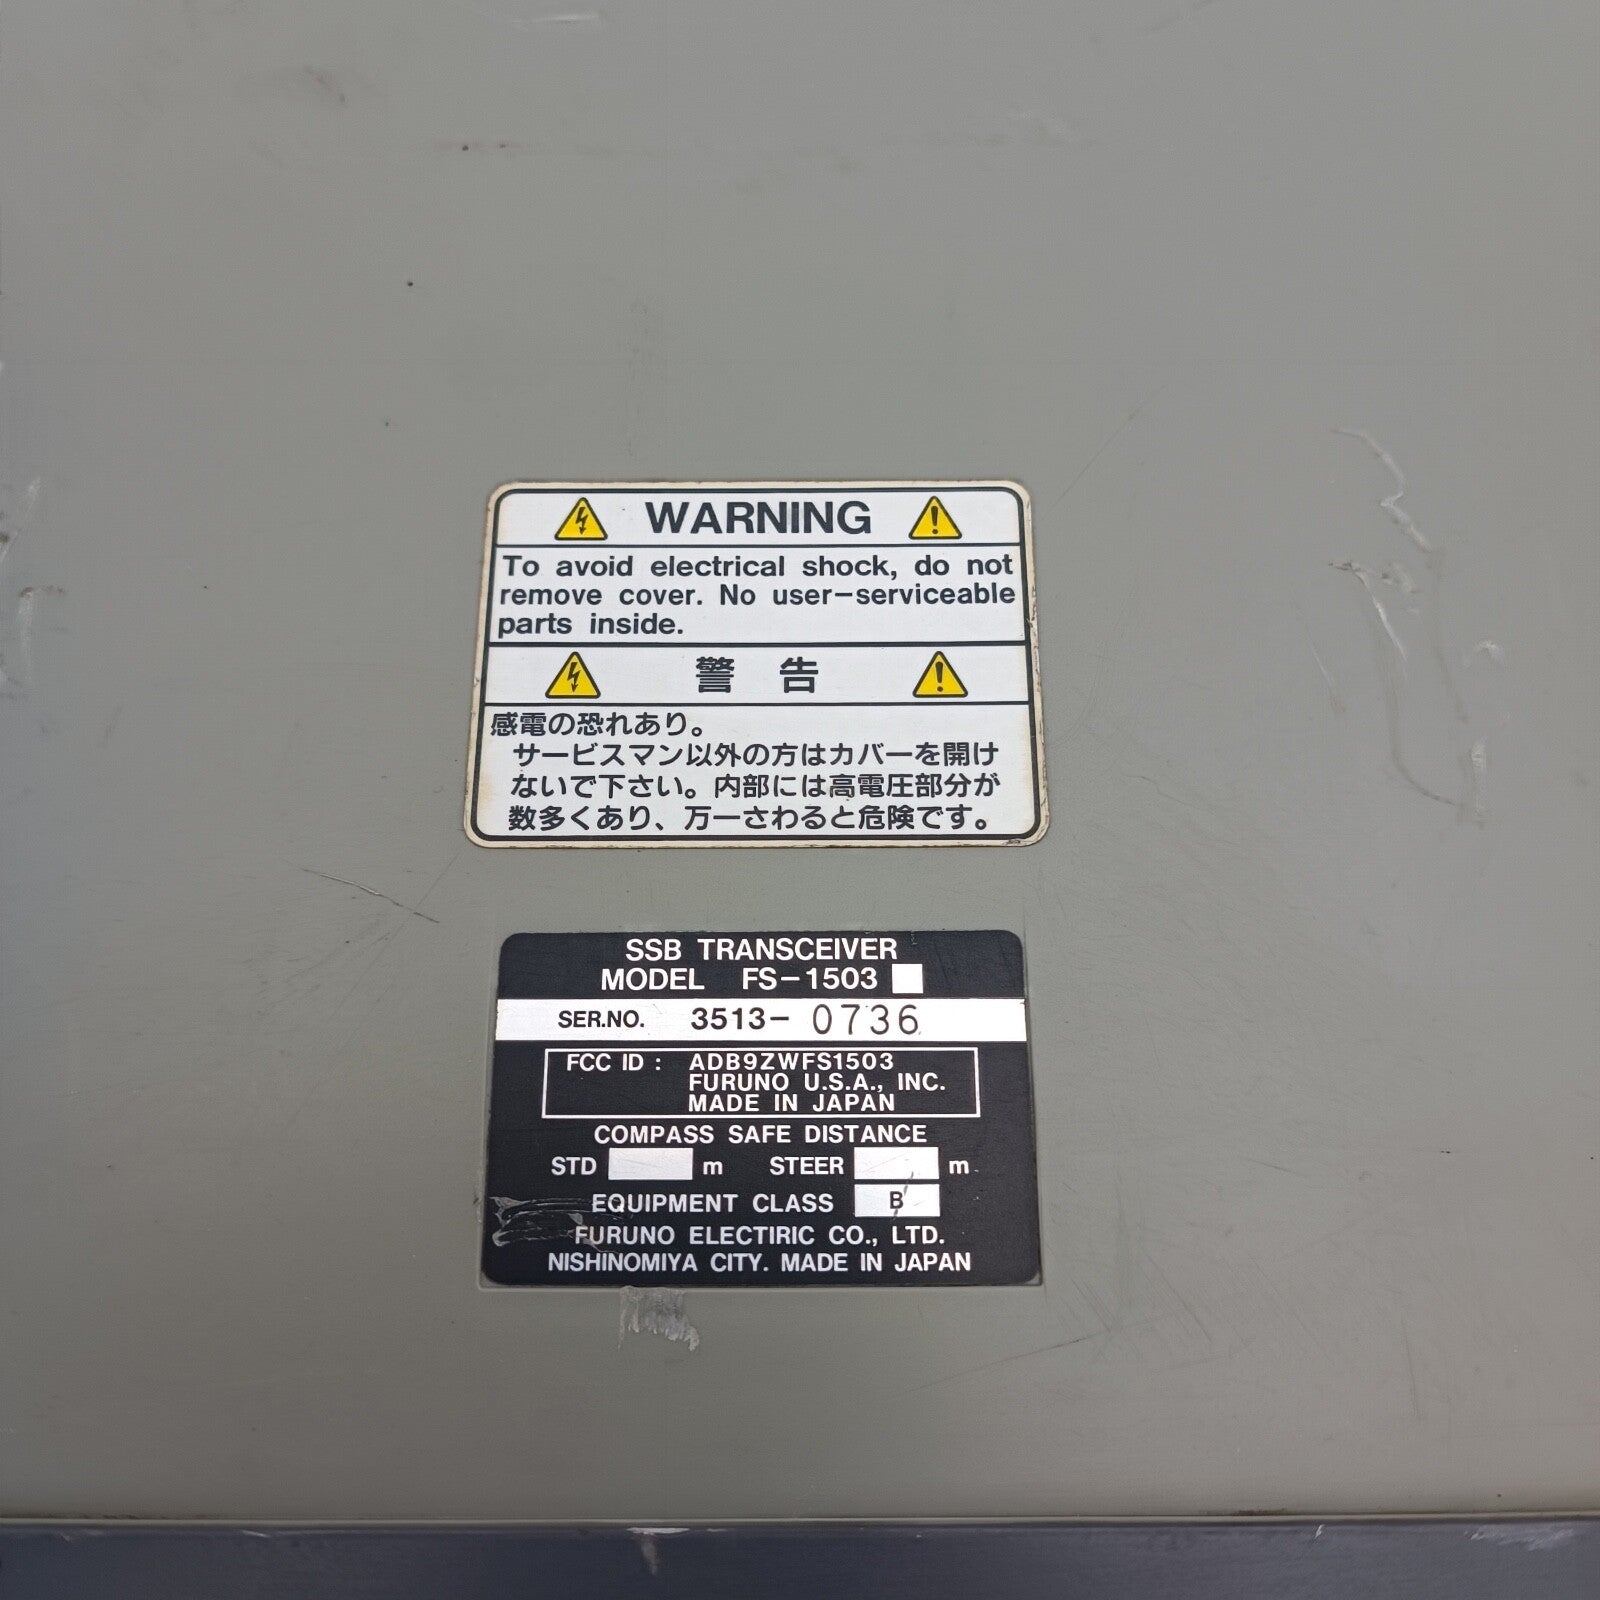 WARNING
To avoid electrical shock, do not
remove cover. No user-serviceable
parts inside.
警告
感電の恐れあり。
サービスマン以外の方はカバーを開け
ないで下さい。内部には高電圧部分が
数多くあり、万一さわると危険です。
SSB TRANSCEIVER
MODEL FS-1503
SER.NO. 3513- 0736
FCC ID : ADB9ZWFS1503
FURUNO U.S.A., INC.
MADE IN JAPAN
COMPASS SAFE DISTANCE
STD m STEER m
EQUIPMENT CLASS B
FURUNO ELECTIRIC CO., LTD.
NISHINOMIYA CITY. MADE IN JAPAN